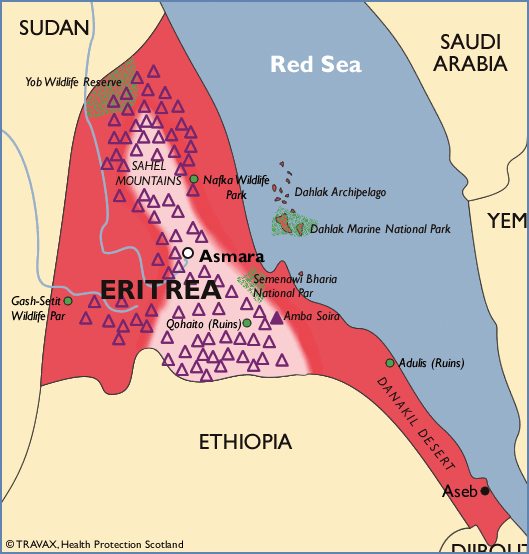 SUDAN
Red Sea
SAUDI
ARABIA
Yob Wildlife Reserve
SAHEL
MOUNTAINS
Nafka Wildlife
Park
Dahlak Archipelago
YEM
Dahlak Marine National Park
Asmara
ERITREA
Semenawi Bharia
National Par
Gash-Setit
Wildlife Par
Qohaito (Ruins)
Amba Soira
Adulis (Ruins)
DANAKIL DESERT
ETHIOPIA
Aseb
© TRAVAX, Health Protection Scotland
DJIBOUT